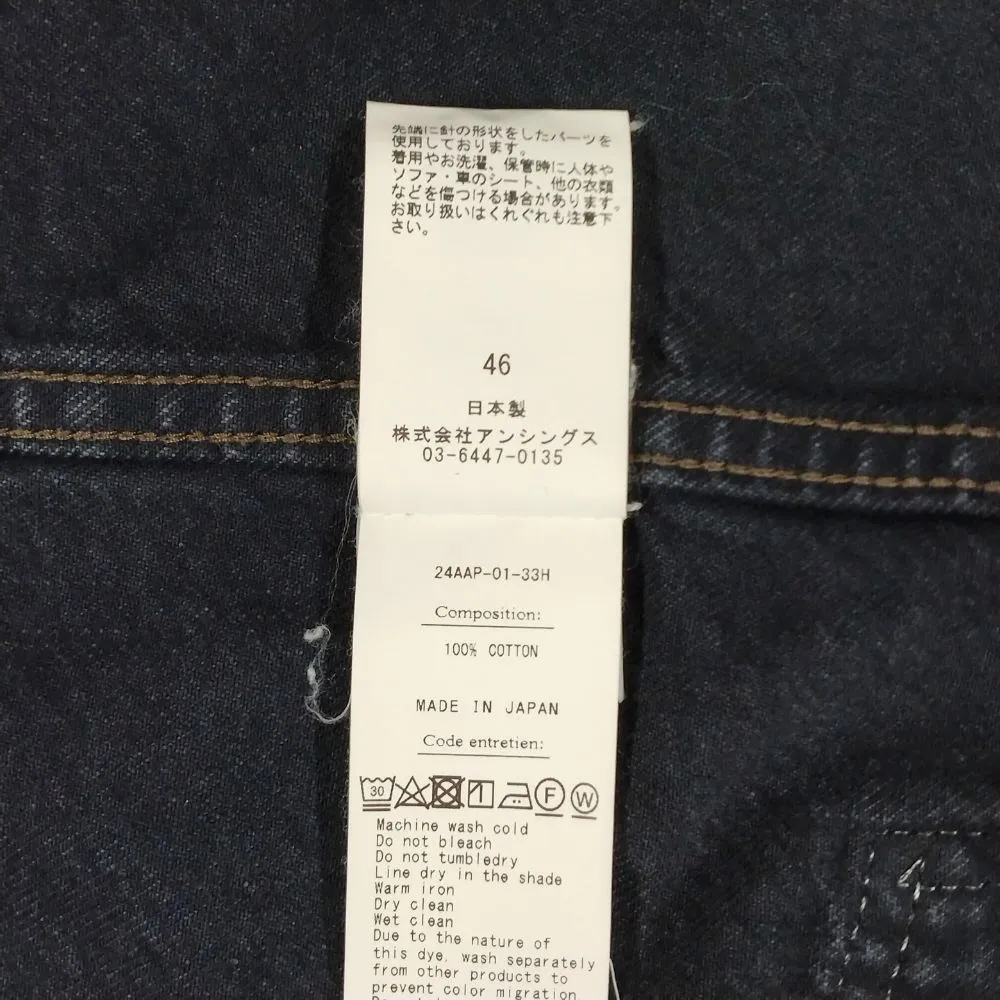 先端に針の形状をしたパーツを
使用しております。
着用やお洗濯、保管時に人体や
ソファ・車のシート、他の衣類
などを傷つける場合があります。
お取り扱いはくれぐれも注意下
さい。
46
日本製
株式会社アンシングス
03-6447-0135
24AAP-01-33H
Composition:
100% COTTON
MADE IN JAPAN
Code entretien:
30
F
W
Machine wash cold
Do not bleach
Do not tumbledry
Line dry in the shade
Warm iron
Dry clean
Wet clean
Due to the nature of
this dye, wash separately
from other products to
prevent color migration.